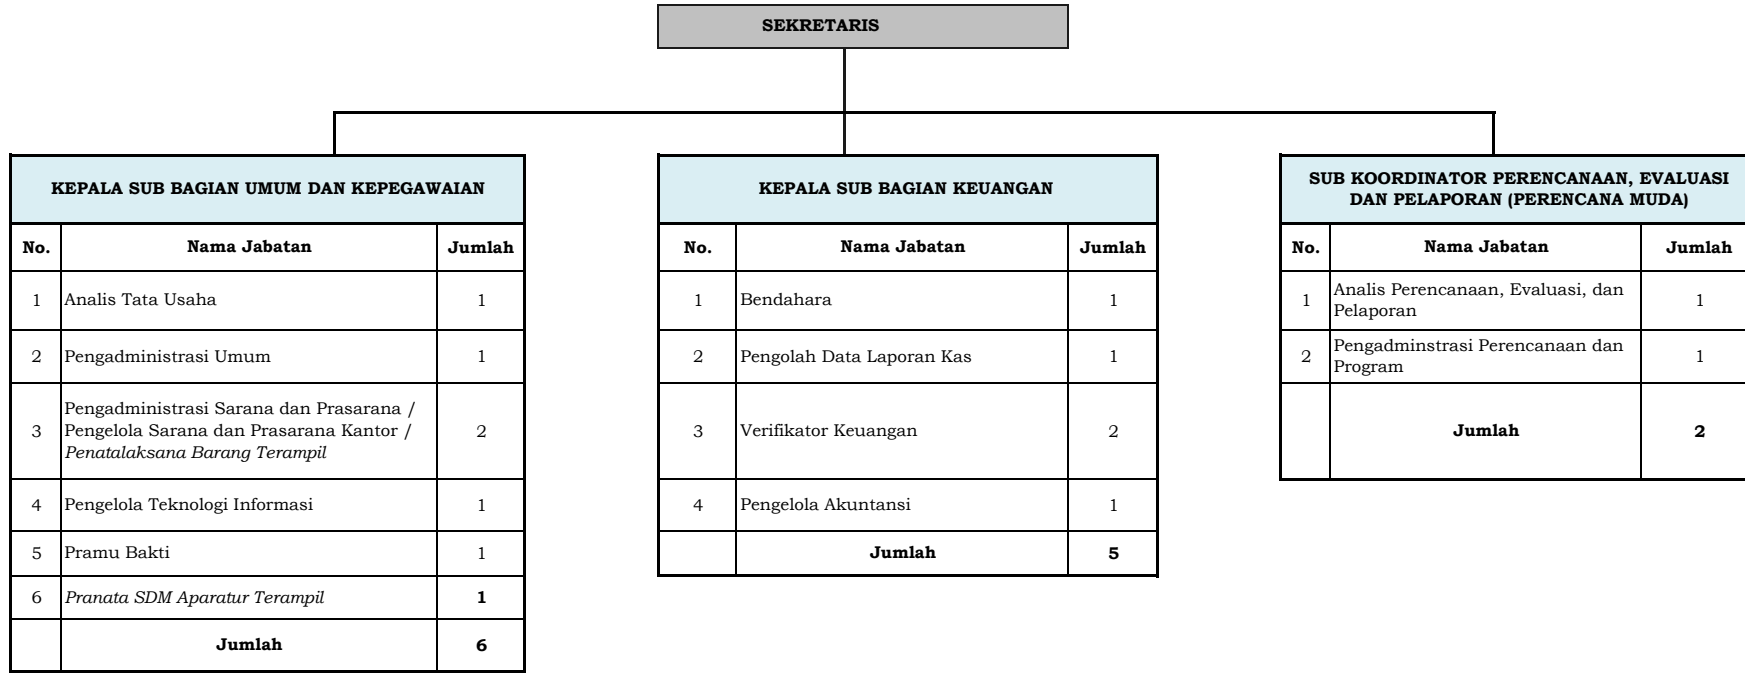 SEKRETARIS
KEPALA SUB BAGIAN UMUM DAN KEPEGAWAIAN
No. Nama Jabatan Jumlah
1 Analis Tata Usaha 1
2 Pengadministrasi Umum 1
Pengadministrasi Sarana dan Prasarana /
3 Pengelola Sarana dan Prasarana Kantor / 2
Penatalaksana Barang Terampil
4 Pengelola Teknologi Informasi 1
5 Pramu Bakti 1
6 Pranata SDM Aparatur Terampil 1
Jumlah 6
KEPALA SUB BAGIAN KEUANGAN
No. Nama Jabatan Jumlah
1 Bendahara 1
2 Pengolah Data Laporan Kas 1
3 Verifikator Keuangan 2
4 Pengelola Akuntansi 1
Jumlah 5
SUB KOORDINATOR PERENCANAAN, EVALUASI
DAN PELAPORAN (PERENCANA MUDA)
No. Nama Jabatan Jumlah
1 Analis Perencanaan, Evaluasi, dan 1
Pelaporan
2 Pengadminstrasi Perencanaan dan 1
Program
Jumlah 2